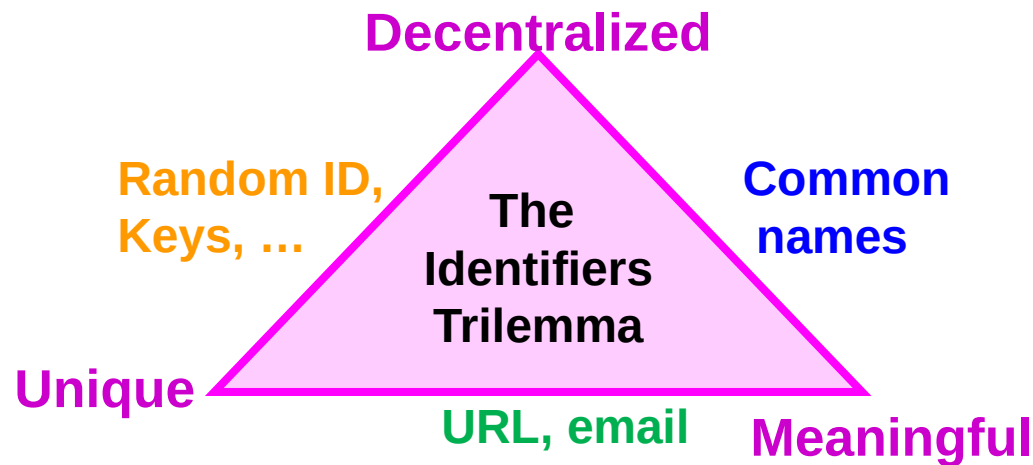 Decentralized
Random ID,
Keys, …
Common
names
The
Identifiers
Trilemma
Unique
URL, email
Meaningful